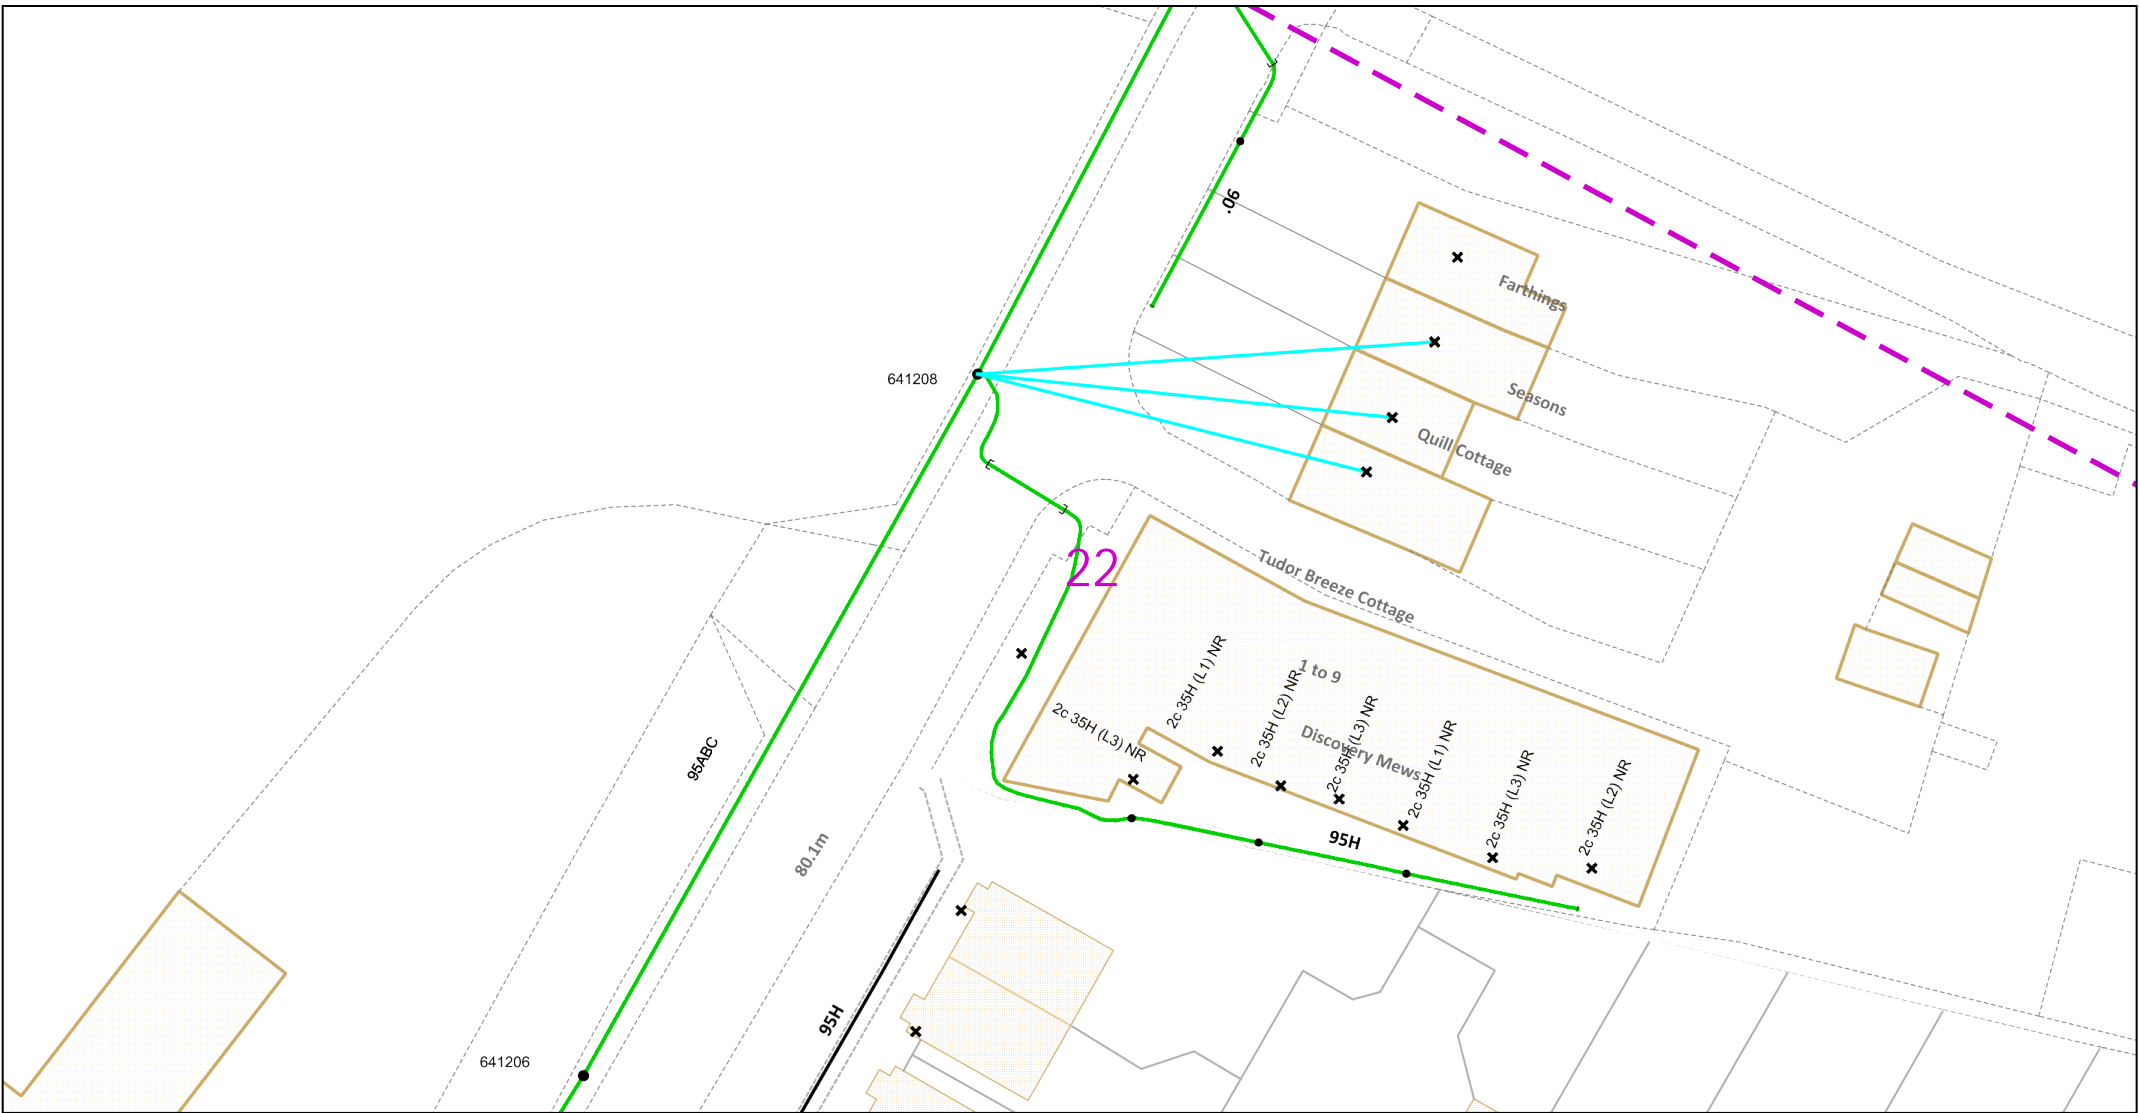 .06
Farthings
641208
Seasons
Quill Cottage
22
Tudor Breeze Cottage
1 to 9
Discovery Mews
2c 35H (L3) NR
2c 35H (L1) NR
2c 35H (L2) NR
2c 35H (L3) NR
2c 35H (L1) NR
2c 35H (L3) NR
2c 35H (L2) NR
95ABC
80.1m
95H
95H
641206